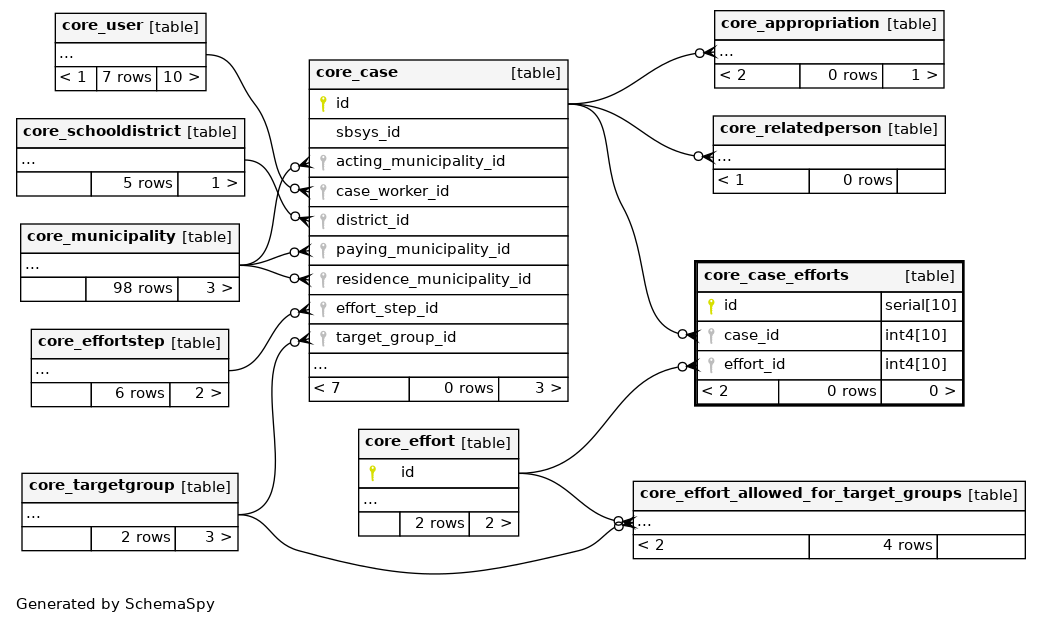 core_user [table]
...
< 1 7 rows 10 >
core_schooldistrict [table]
...
5 rows 1 >
core_municipality [table]
...
98 rows 3 >
core_effortstep [table]
...
6 rows 2 >
core_targetgroup [table]
...
2 rows 3 >
core_case [table]
id
sbsys_id
acting_municipality_id
case_worker_id
district_id
paying_municipality_id
residence_municipality_id
effort_step_id
target_group_id
...
< 7 0 rows 3 >
core_effort [table]
id
...
2 rows 2 >
core_appropriation [table]
...
< 2 0 rows 1 >
core_relatedperson [table]
...
< 1 0 rows
core_case_efforts [table]
id serial[10]
case_id int4[10]
effort_id int4[10]
< 2 0 rows 0 >
core_effort_allowed_for_target_groups [table]
...
< 2 4 rows
Generated by SchemaSpy